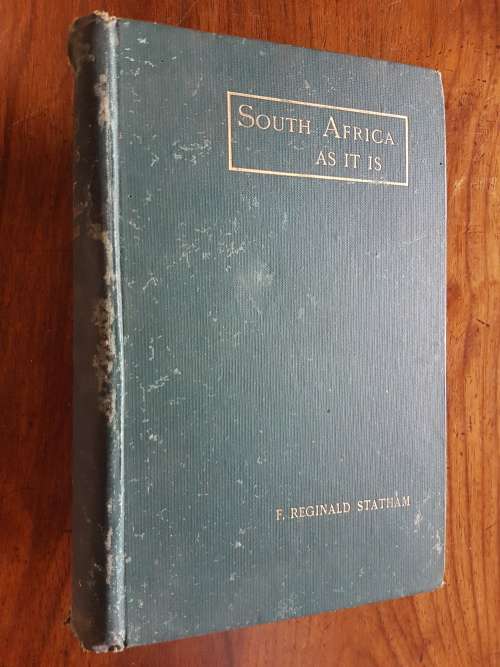 SOUTH AFRICA
AS IT IS
F. REGINALD STATHAM